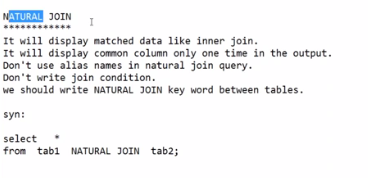 NATURAL JOIN
************
It will display matched data like inner join.
It will display common column only one time in the output.
Don't use alias names in natural join query.
Don't write join condition.
we should write NATURAL JOIN key word between tables.
syn:
select *
from tab1 NATURAL JOIN tab2;